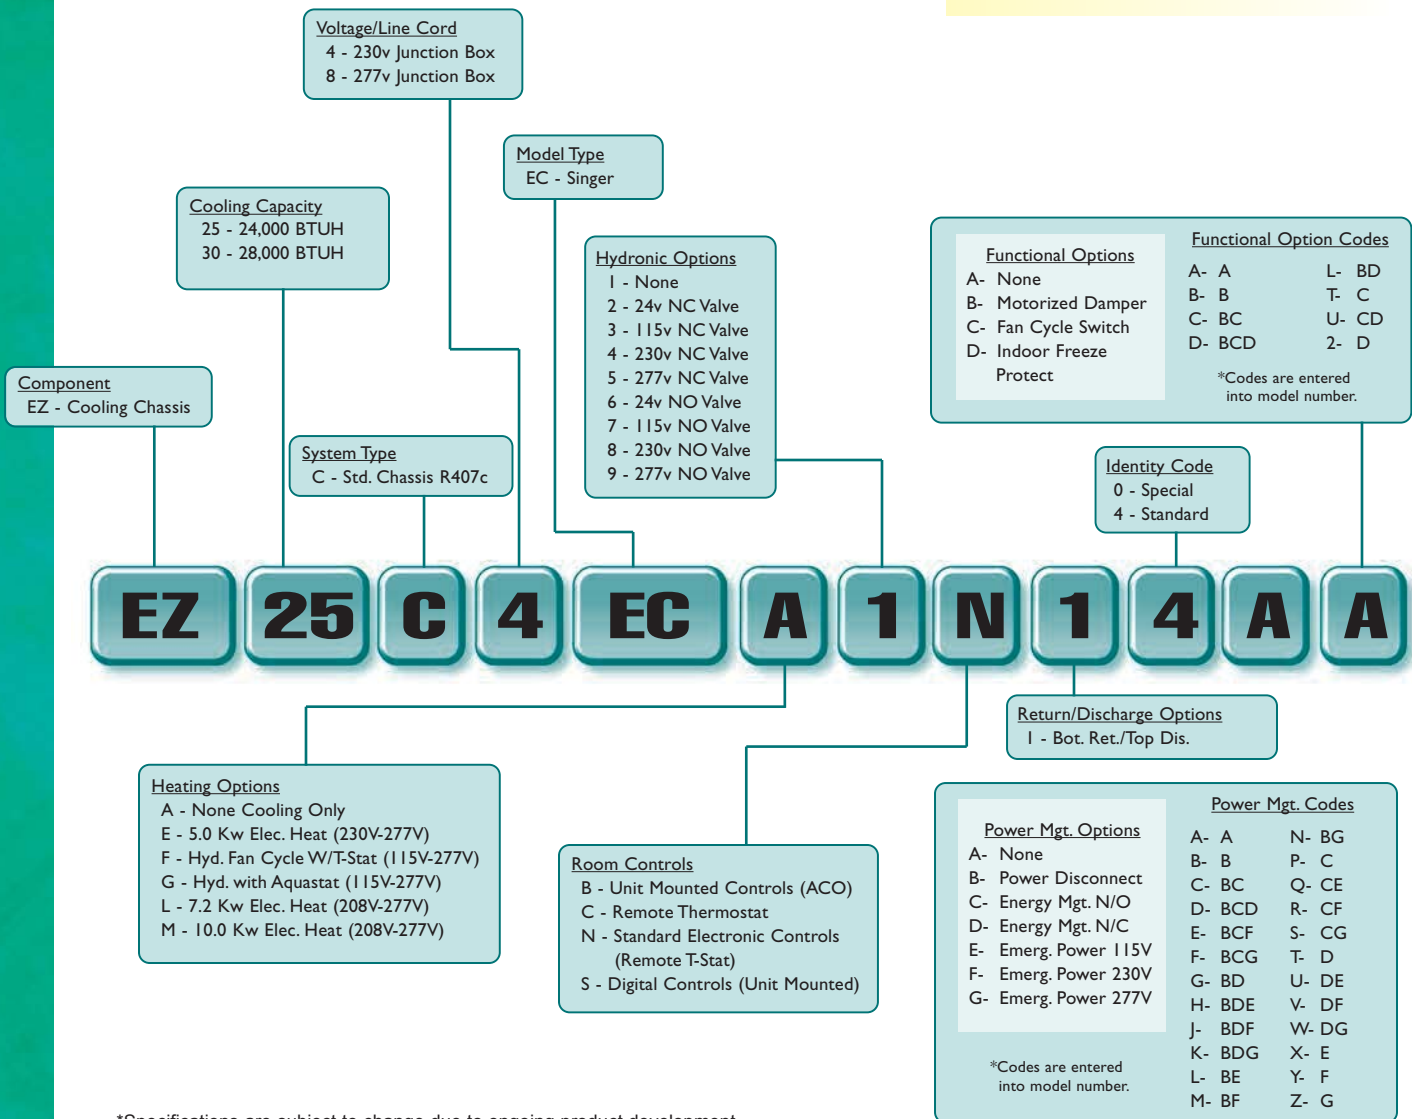 Voltage/Line Cord
4 - 230v Junction Box
8 - 277v Junction Box
Model Type
EC - Singer
Cooling Capacity
25 - 24,000 BTUH
30 - 28,000 BTUH
Hydronic Options
1 - None
2 - 24v NC Valve
3 - 115v NC Valve
4 - 230v NC Valve
5 - 277v NC Valve
6 - 24v NO Valve
7 - 115v NO Valve
8 - 230v NO Valve
9 - 277v NO Valve
Functional Options
A- None
B- Motorized Damper
C- Fan Cycle Switch
D- Indoor Freeze
Protect
Functional Option Codes
A- A L- BD
B- B T- C
C- BC U- CD
D- BCD 2- D
*Codes are entered
into model number.
Component
EZ - Cooling Chassis
System Type
C - Std. Chassis R407c
Identity Code
0 - Special
4 - Standard
EZ 25 C 4 EC A 1 N 1 4 A A
Return/Discharge Options
1 - Bot. Ret./Top Dis.
Heating Options
A - None Cooling Only
E - 5.0 Kw Elec. Heat (230V-277V)
F - Hyd. Fan Cycle W/T-Stat (115V-277V)
G - Hyd. with Aquastat (115V-277V)
L - 7.2 Kw Elec. Heat (208V-277V)
M - 10.0 Kw Elec. Heat (208V-277V)
Room Controls
B - Unit Mounted Controls (ACO)
C - Remote Thermostat
N - Standard Electronic Controls
(Remote T-Stat)
S - Digital Controls (Unit Mounted)
Power Mgt. Options
A- None
B- Power Disconnect
C- Energy Mgt. N/O
D- Energy Mgt. N/C
E- Emerg. Power 115V
F- Emerg. Power 230V
G- Emerg. Power 277V
*Codes are entered
into model number.
Power Mgt. Codes
A- A N- BG
B- B P- C
C- BC Q- CE
D- BCD R- CF
E- BCF S- CG
F- BCG T- D
G- BD U- DE
H- BDE V- DF
J- BDF W- DG
K- BDG X- E
L- BE Y- F
M- BF Z- G
*Specifications are subject to change due to ongoing product development